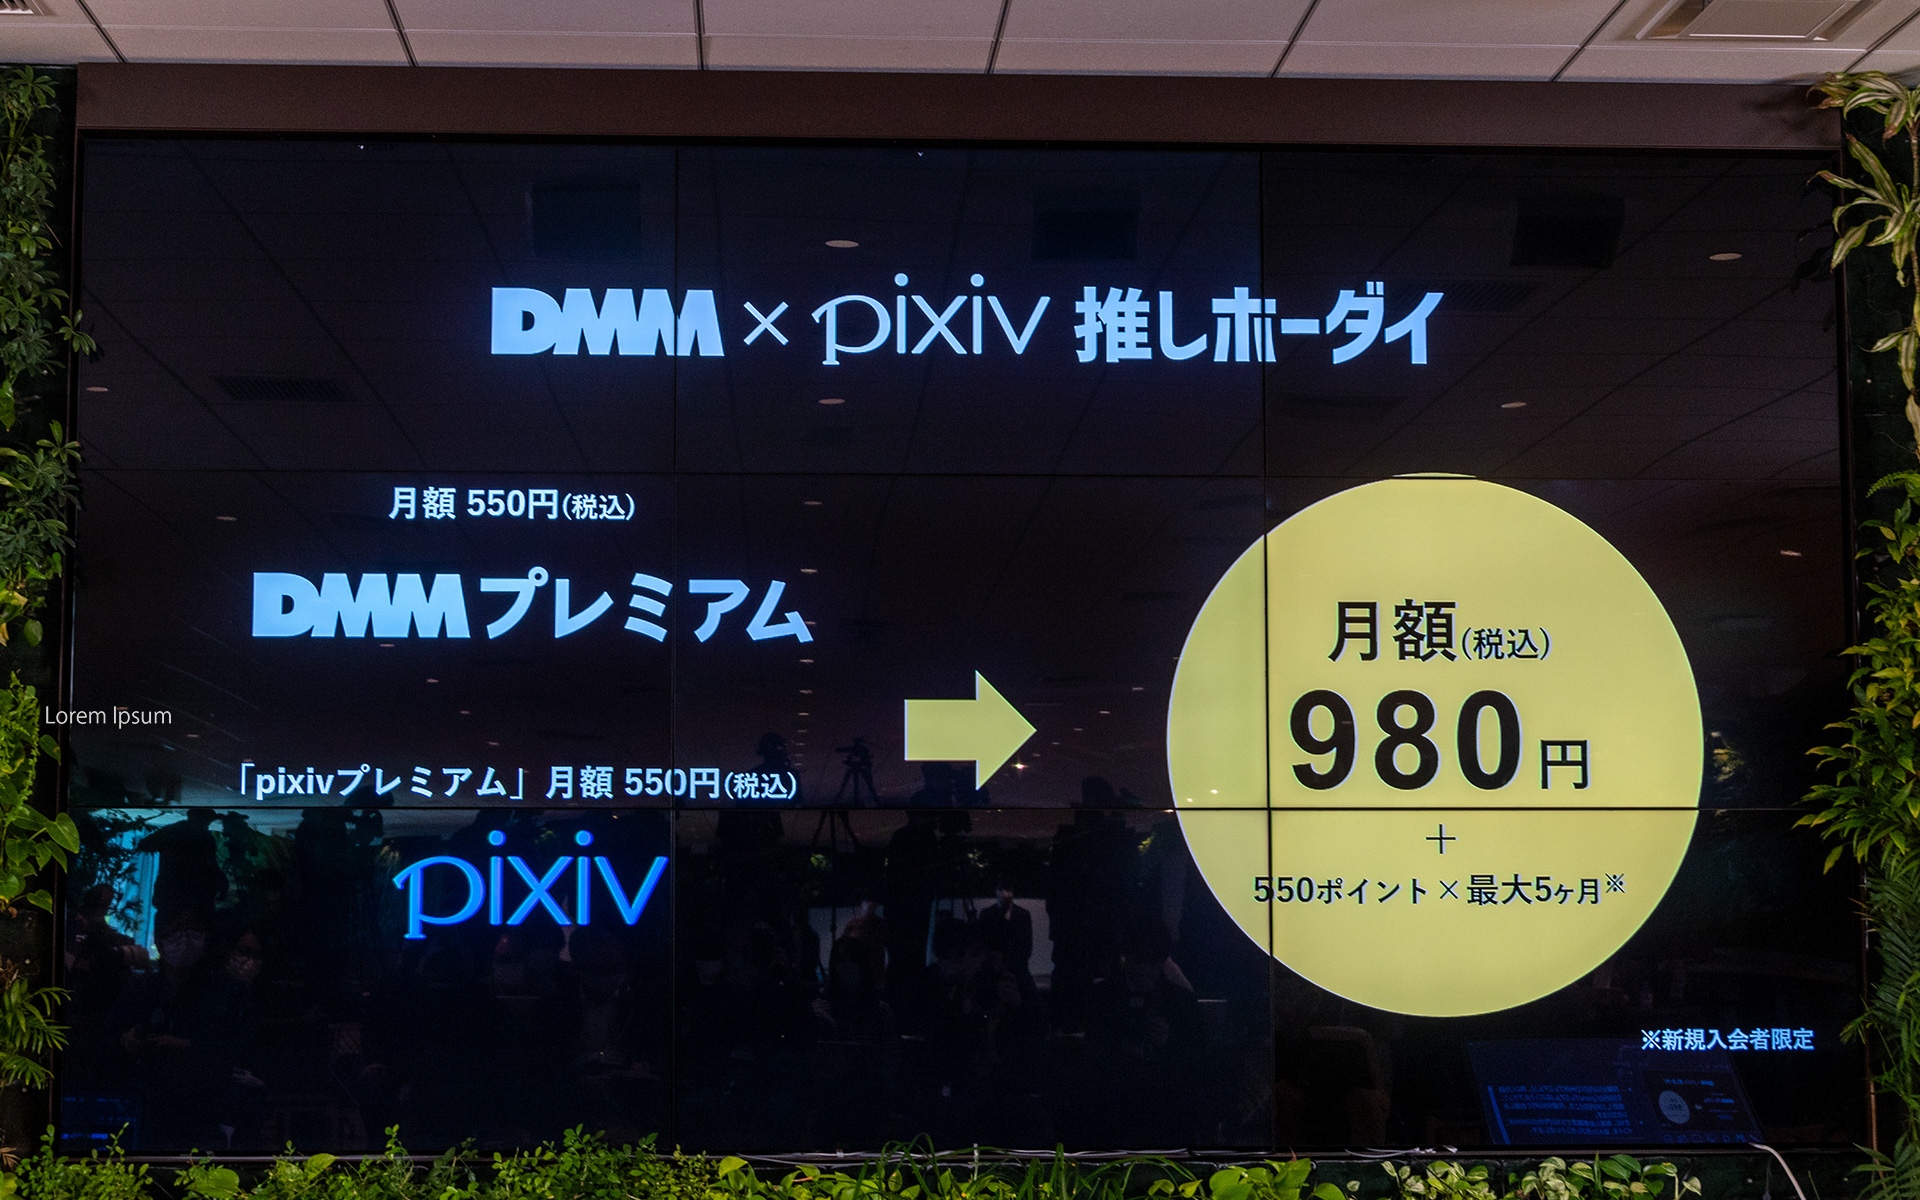 DMM × pixiv 推しホーダイ
月額 550円(税込)
DMMプレミアム
「pixivプレミアム」月額 550円(税込)
pixiv
月額(税込)
980円
+
550ポイント×最大5ヶ月※
※新規入会者限定
Lorem Ipsum